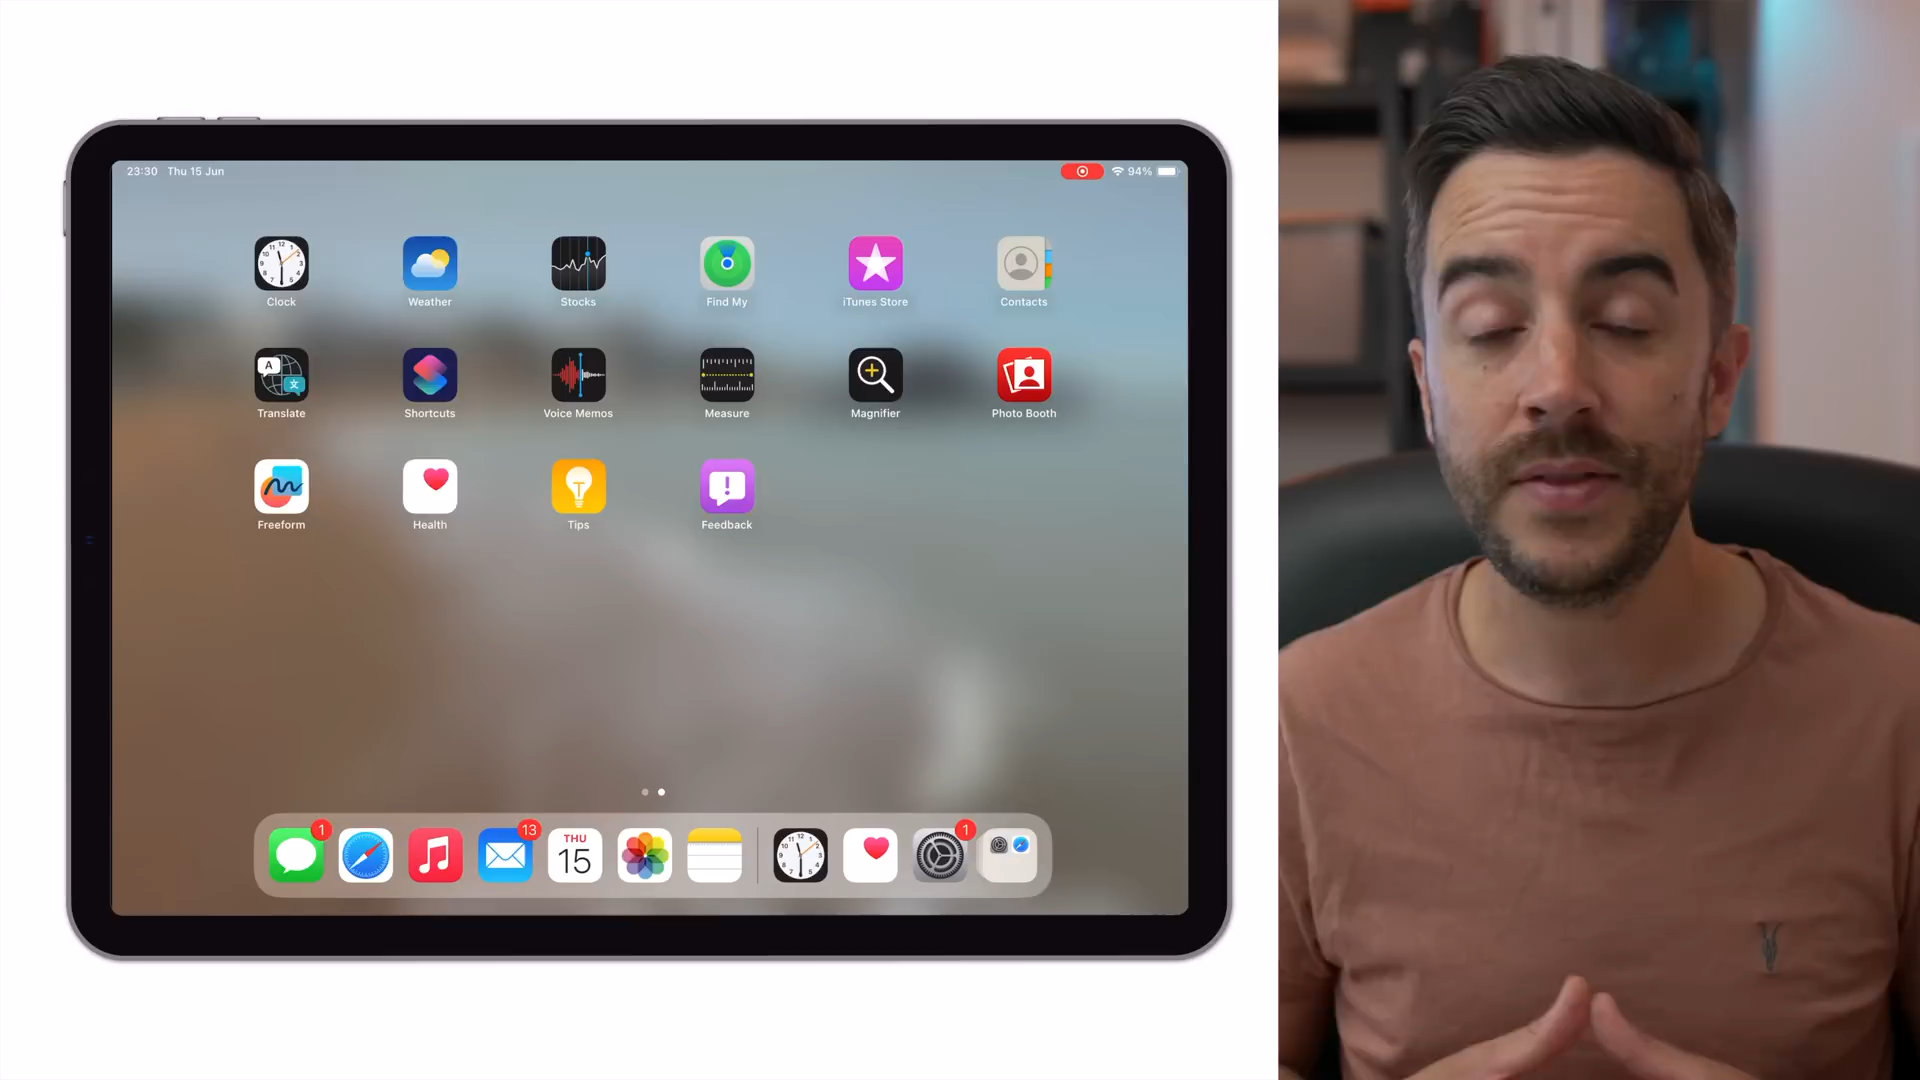 23:30 Thu 15 Jun 94%
Clock Weather Stocks Find My iTunes Store Contacts
Translate Shortcuts Voice Memos Measure Magnifier Photo Booth
Freeform Health Tips Feedback
1 13 1
THU
15